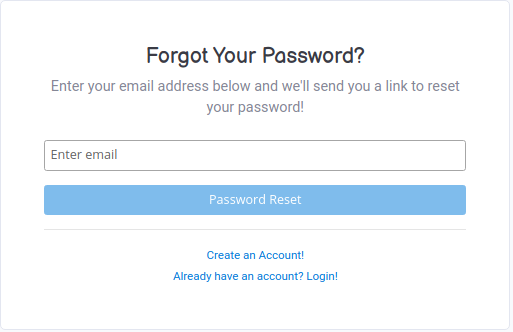 Forgot Your Password?
Enter your email address below and we'll send you a link to reset
your password!
Enter email
Password Reset
Create an Account!
Already have an account? Login!